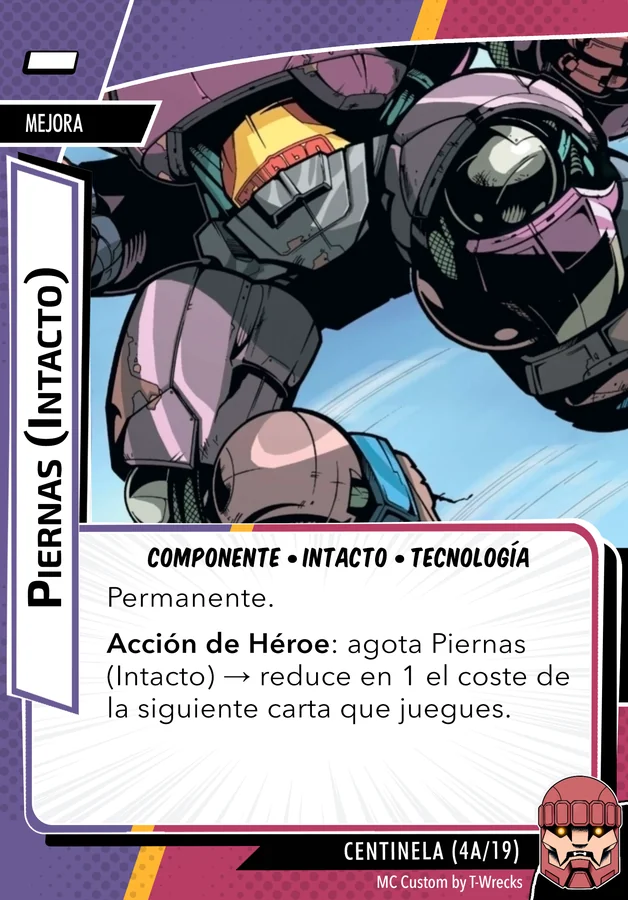 MEJORA
Piernas (Intacto)
COMPONENTE • INTACTO • TECNOLOGÍA
Permanente.
Acción de Héroe: agota Piernas
(Intacto) → reduce en 1 el coste de
la siguiente carta que juegues.
CENTINELA (4A/19)
MC Custom by T-Wrecks